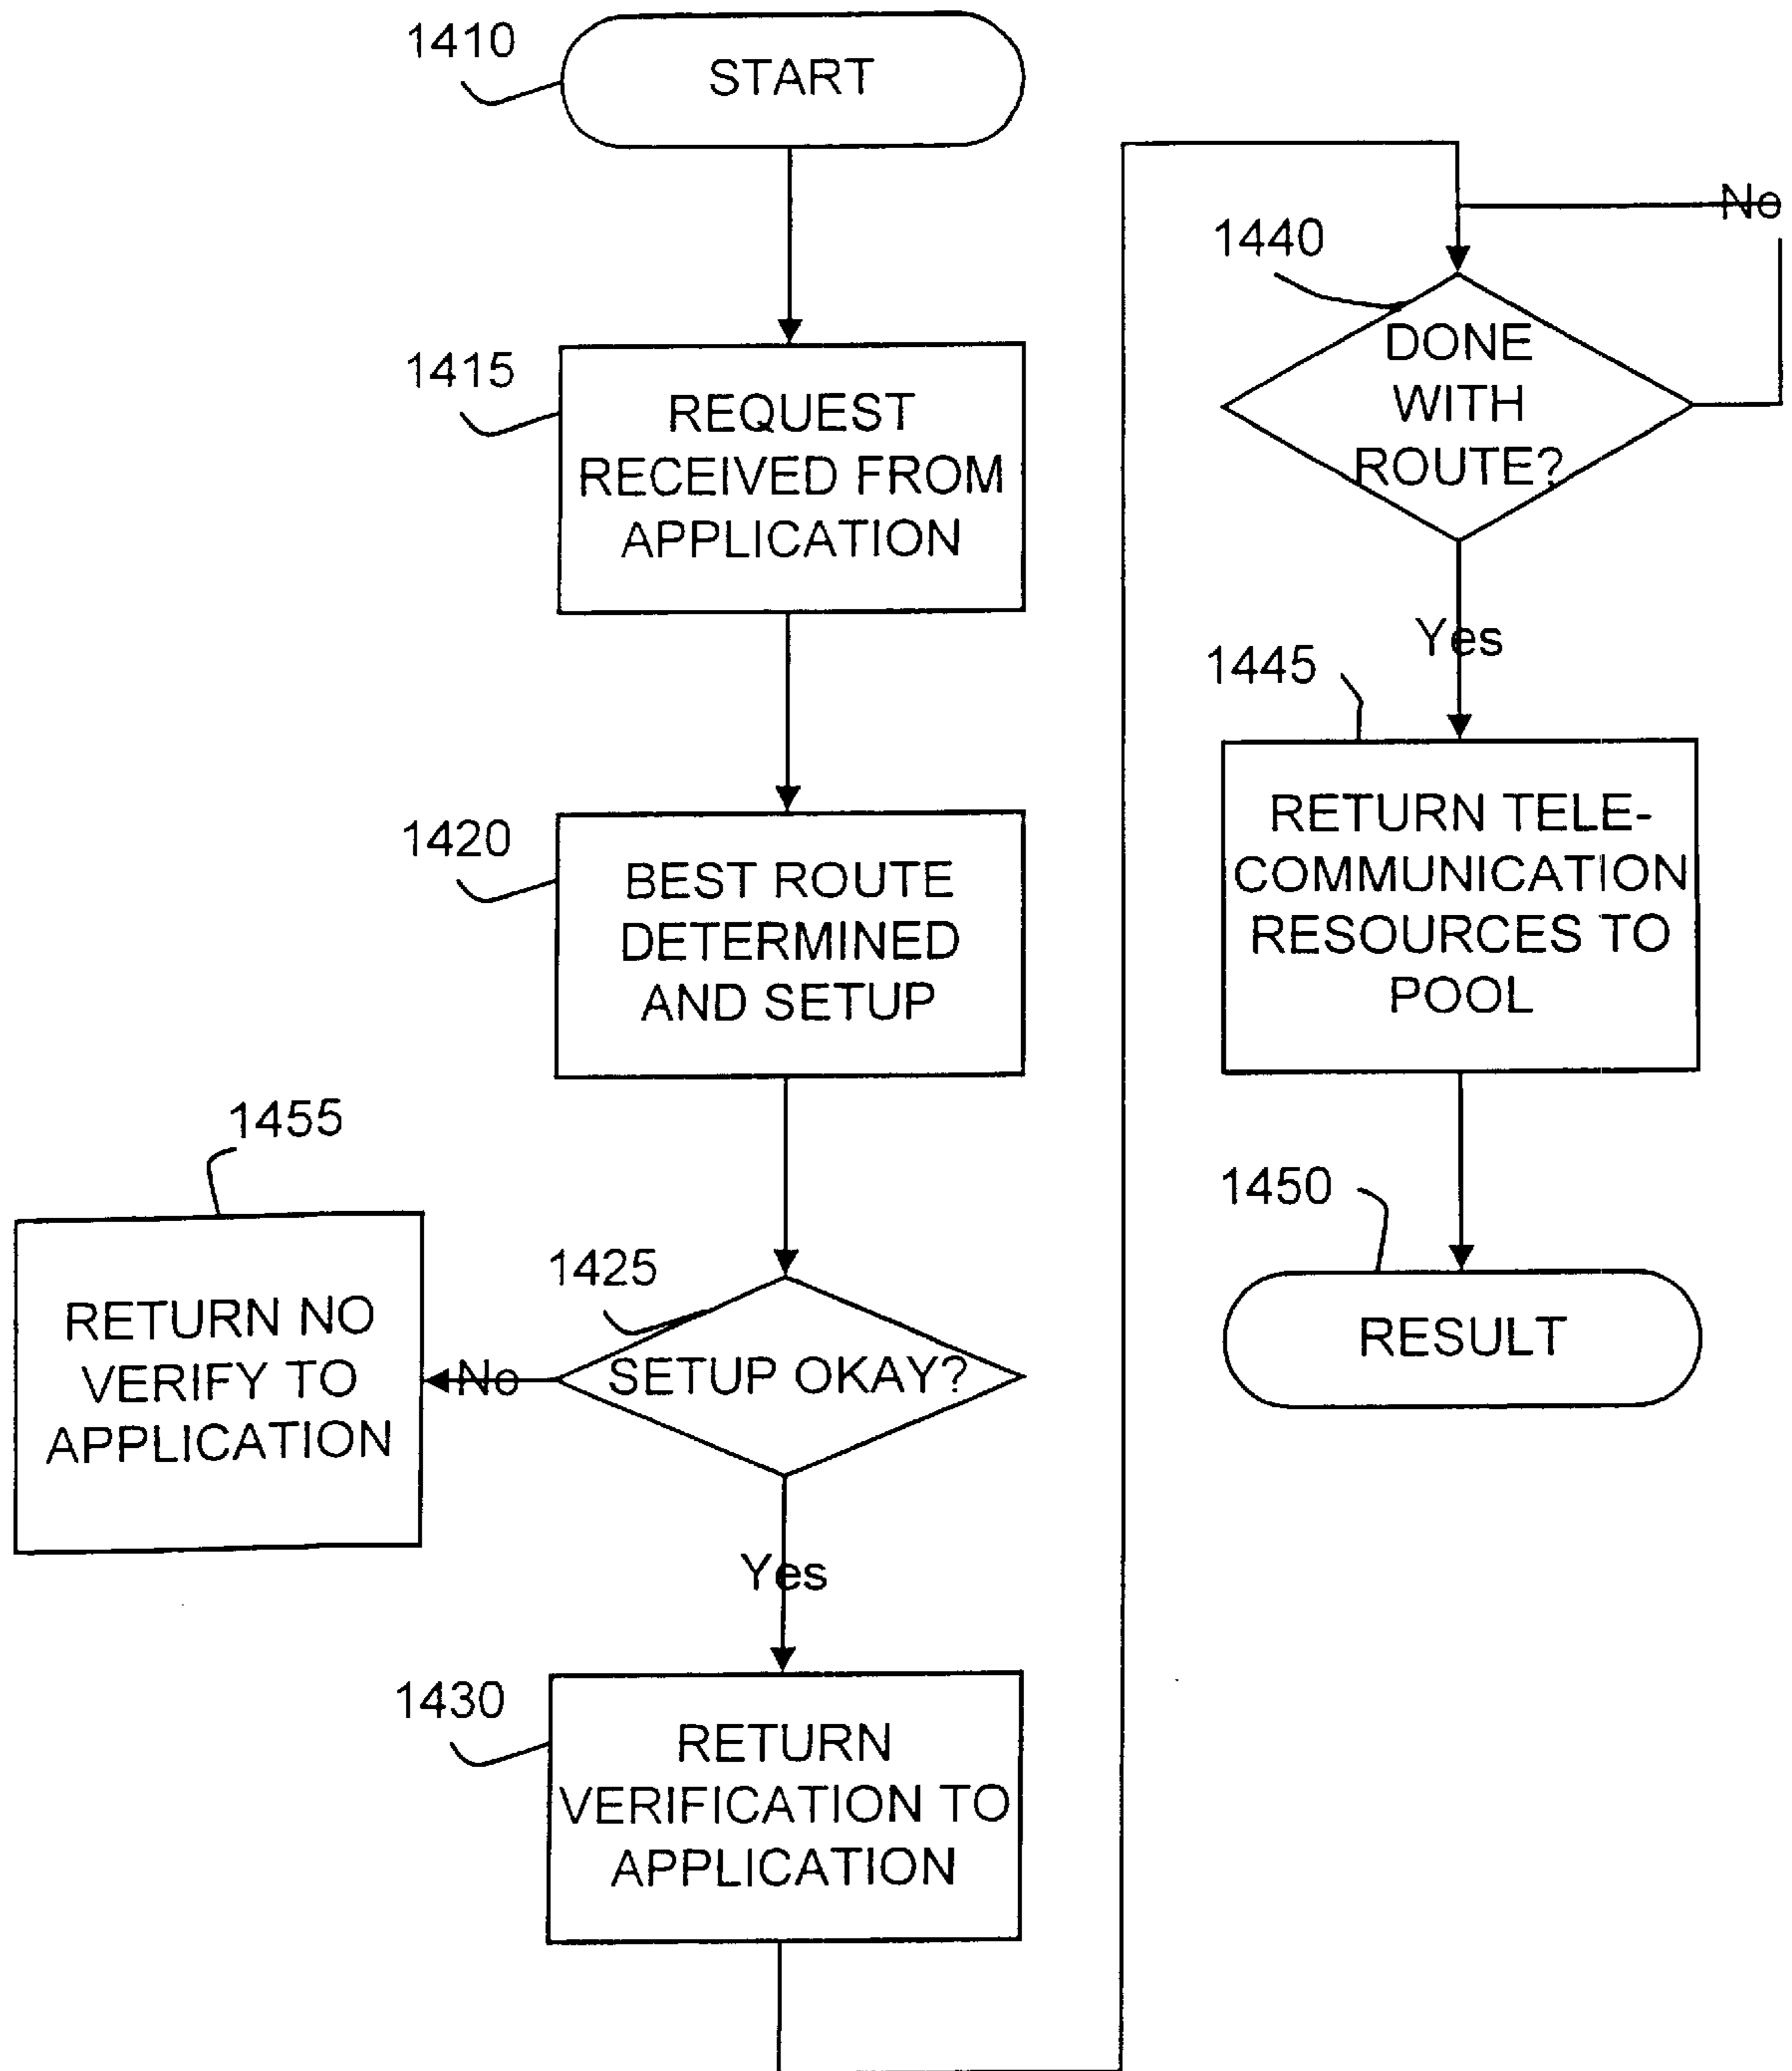 1410
START
1415
REQUEST
RECEIVED FROM
APPLICATION
1420
BEST ROUTE
DETERMINED
AND SETUP
1455
RETURN NO
VERIFY TO
APPLICATION
1425
SETUP OKAY?
No
Yes
1430
RETURN
VERIFICATION TO
APPLICATION
No
1440
DONE
WITH
ROUTE?
Yes
1445
RETURN TELE-
COMMUNICATION
RESOURCES TO
POOL
1450
RESULT